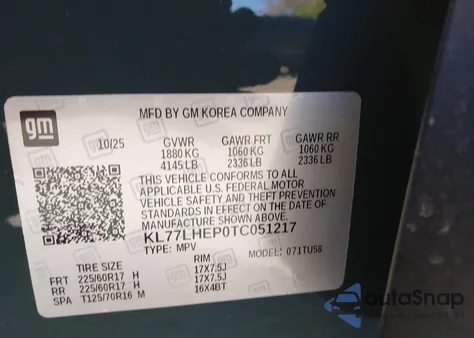 gm
MFD BY GM KOREA COMPANY
10/25 GVWR GAWR FRT GAWR RR
1880 KG 1060 KG 1060 KG
4145 LB 2336 LB 2336 LB
THIS VEHICLE CONFORMS TO ALL
APPLICABLE U.S. FEDERAL MOTOR
VEHICLE SAFETY AND THEFT PREVENTION
STANDARDS IN EFFECT ON THE DATE OF
MANUFACTURE SHOWN ABOVE.
KL77LHEP0TC051217
TYPE: MPV MODEL: 071TU58
TIRE SIZE RIM
FRT 225/60R17 H 17X7.5J
RR 225/60R17 H 17X7.5J
SPA T125/70R16 M 16X4BT
autoSnap